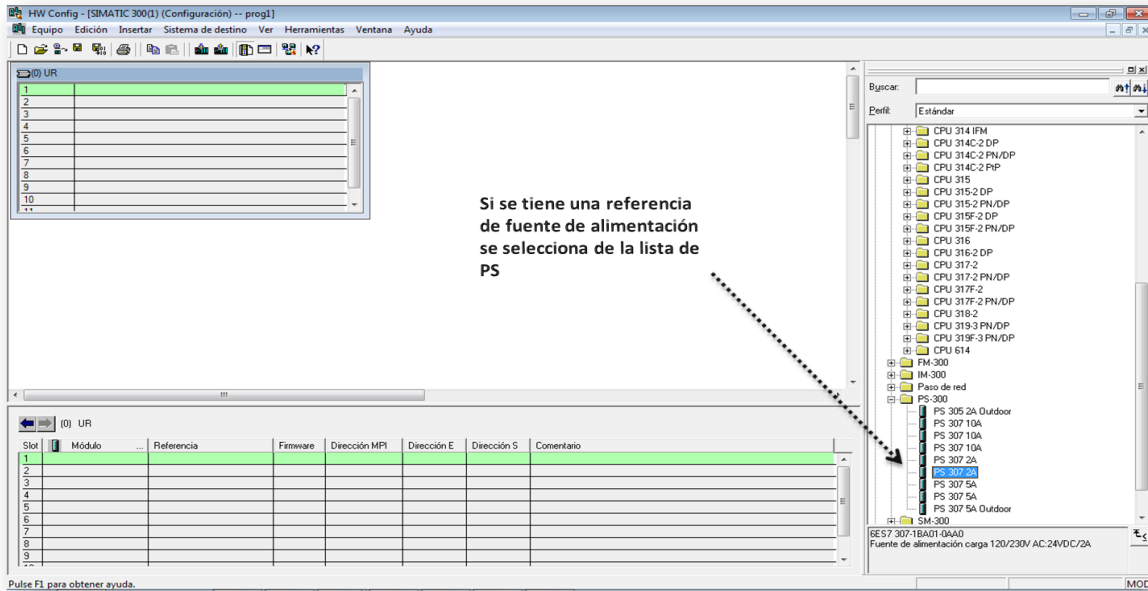 HW Config - [SIMATIC 300(1) (Configuración) -- prog1]
Equipo Edición Insertar Sistema de destino Ver Herramientas Ventana Ayuda
(0) UR
1
2
3
4
5
6
7
8
9
10
11
Si se tiene una referencia
de fuente de alimentación
se selecciona de la lista de
PS
Buscar:
Perfil: Estándar
CPU 314 IFM
CPU 314C-2 DP
CPU 314C-2 PN/DP
CPU 314C-2 PtP
CPU 315
CPU 315-2 DP
CPU 315-2 PN/DP
CPU 315F-2 DP
CPU 315F-2 PN/DP
CPU 316
CPU 316-2 DP
CPU 317-2
CPU 317-2 PN/DP
CPU 317F-2
CPU 317F-2 PN/DP
CPU 318-2
CPU 319-3 PN/DP
CPU 319F-3 PN/DP
CPU 614
FM-300
IM-300
Paso de red
PS-300
PS 305 2A Outdoor
PS 307 10A
PS 307 10A
PS 307 10A
PS 307 2A
PS 307 2A
PS 307 5A
PS 307 5A
PS 307 5A Outdoor
SM-300
6ES7 307-1BA01-0AA0
Fuente de alimentación carga 120/230V AC:24VDC/2A
(0) UR
Slot Módulo ... Referencia Firmware Dirección MPI Dirección E Dirección S Comentario
1
2
3
4
5
6
7
8
9
10
Pulse F1 para obtener ayuda.
MOD